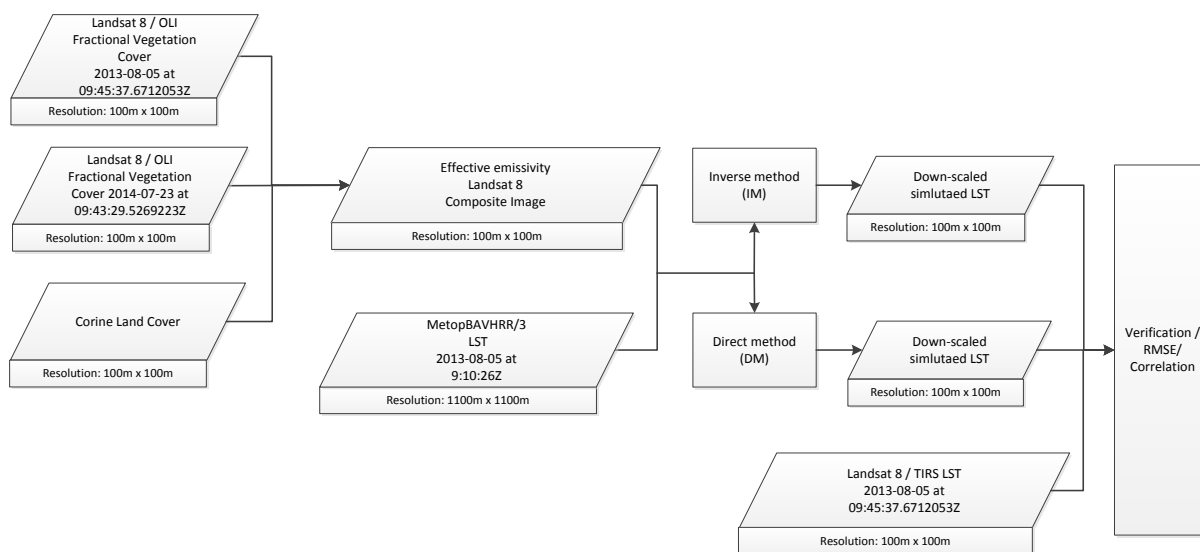 Landsat 8 / OLI
Fractional Vegetation
Cover
2013-08-05 at
09:45:37.6712053Z
Resolution: 100m x 100m
Landsat 8 / OLI
Fractional Vegetation
Cover 2014-07-23 at
09:43:29.5269223Z
Resolution: 100m x 100m
Corine Land Cover
Resolution: 100m x 100m
Effective emissivity
Landsat 8
Composite Image
Resolution: 100m x 100m
MetopBAVHRR/3
LST
2013-08-05 at
9:10:26Z
Resolution: 1100m x 1100m
Inverse method
(IM)
Direct method
(DM)
Down-scaled
simlutaed LST
Resolution: 100m x 100m
Down-scaled
simlutaed LST
Resolution: 100m x 100m
Landsat 8 / TIRS LST
2013-08-05 at
09:45:37.6712053Z
Resolution: 100m x 100m
Verification /
RMSE/
Correlation